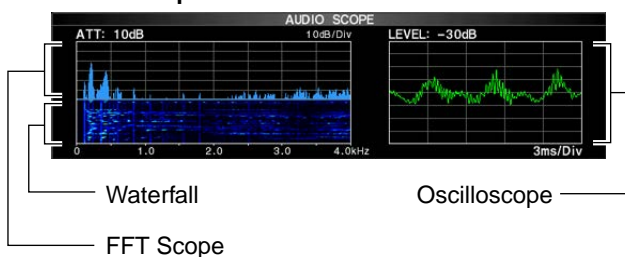 AUDIO SCOPE
ATT: 10dB
10dB/Div
LEVEL: -30dB
0 1.0 2.0 3.0 4.0kHz
3ms/Div
Waterfall
Oscilloscope
FFT Scope